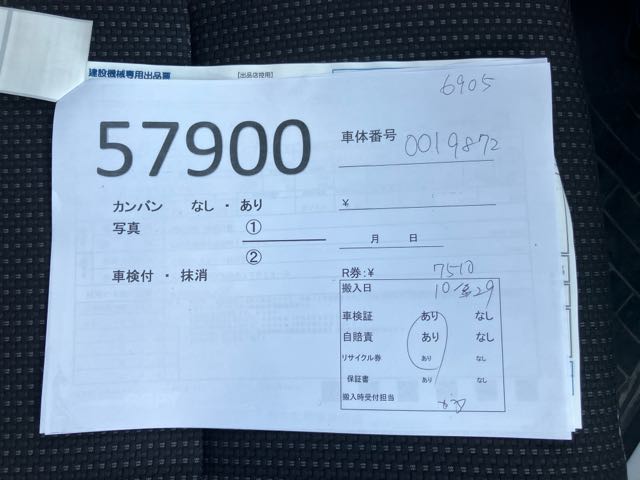 建設機械専用出品票 [出品店控用]
6905
57900
車体番号 0019872
カンバン なし ・ あり
¥
写真 ①
②
月 日
車検付 ・ 抹消
R券:¥ 7510
搬入日 10/29
車検証 あり なし
自賠責 あり なし
リサイクル券 あり なし
保証書 あり なし
搬入時受付担当